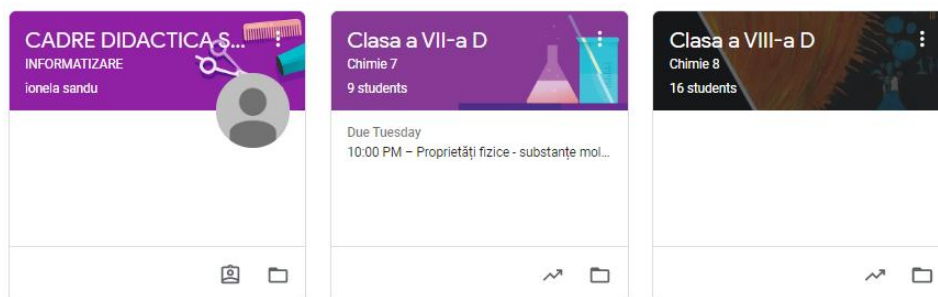 CADRE DIDACTICA S...
INFORMATIZARE
ionela sandu
Clasa a VII-a D
Chimie 7
9 students
Due Tuesday
10:00 PM – Proprietăți fizice - substanțe mol...
Clasa a VIII-a D
Chimie 8
16 students